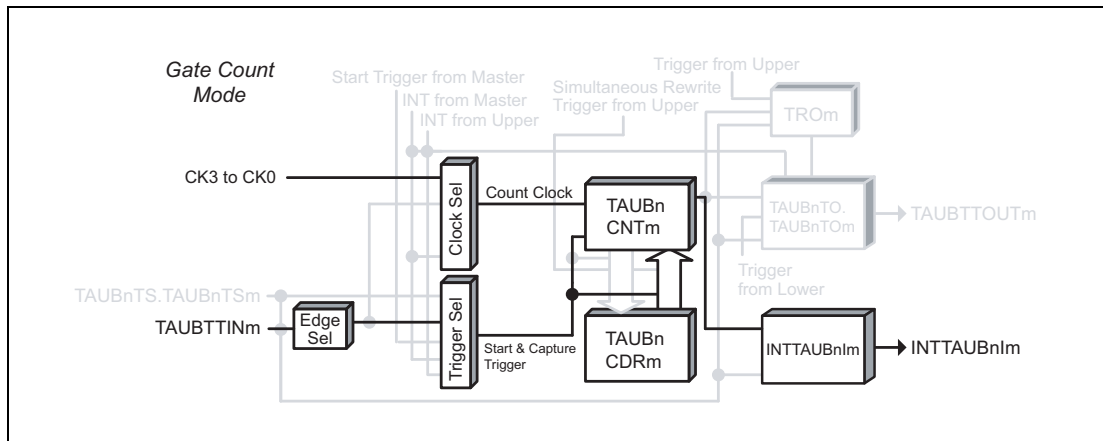 Gate Count
Mode
Start Trigger from Master
INT from Master
INT from Upper
Simultaneous Rewrite
Trigger from Upper
Trigger from Upper
TROm
CK3 to CK0
Clock Sel
Count Clock
TAUBn
CNTm
TAUBnTO.
TAUBnTOm
TAUBTTOUTm
Trigger
from
Lower
TAUBnTS.TAUBnTSm
TAUBTTINm
Edge
Sel
Trigger Sel
Start & Capture
Trigger
TAUBn
CDRm
INTTAUBnIm
INTTAUBnIm